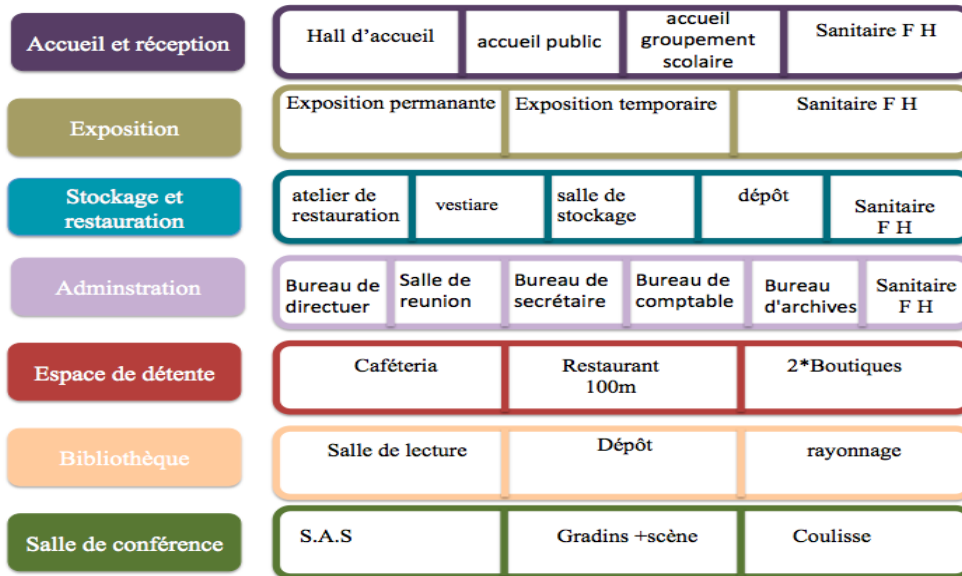 Accueil et réception
Hall d'accueil
accueil public
accueil
groupement
scolaire
Sanitaire F H
Exposition
Exposition permanante
Exposition temporaire
Sanitaire F H
Stockage et
restauration
atelier de
restauration
vestiare
salle de
stockage
dépôt
Sanitaire
F H
Adminstration
Bureau de
directuer
Salle de
reunion
Bureau de
secrétaire
Bureau de
comptable
Bureau
d'archives
Sanitaire
F H
Espace de détente
Caféteria
Restaurant
100m
2*Boutiques
Bibliothèque
Salle de lecture
Dépôt
rayonnage
Salle de conférence
S.A.S
Gradins +scène
Coulisse